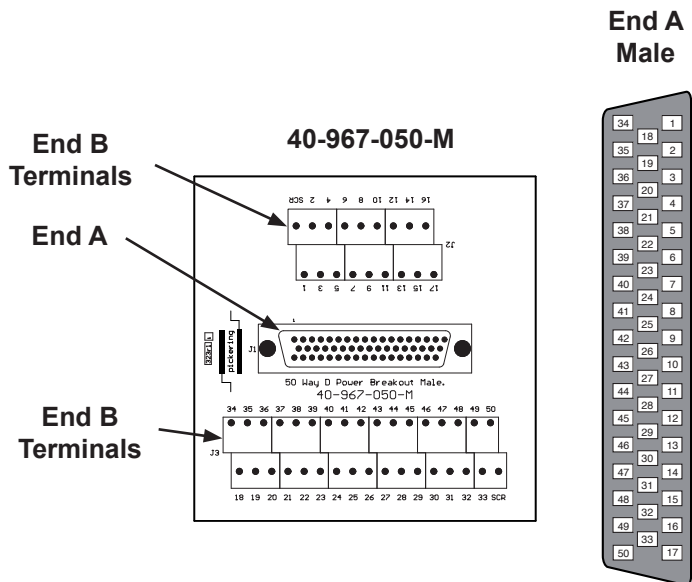 End A
Male
40-967-050-M
End B
Terminals
End A
SCR 2 4 6 8 10 12 14 16
J2
1 3 5 7 9 11 13 15 17
1
J1
pickering
50 Way D Power Breakout Male.
40-967-050-M
End B
Terminals
34 35 36 37 38 39 40 41 42 43 44 45 46 47 48 49 50
J3
18 19 20 21 22 23 24 25 26 27 28 29 30 31 32 33 SCR
34 1
18
35 2
19
36 3
20
37 4
21
38 5
22
39 6
23
40 7
24
41 8
25
42 9
26
43 10
27
44 11
28
45 12
29
46 13
30
47 14
31
48 15
32
49 16
33
50 17